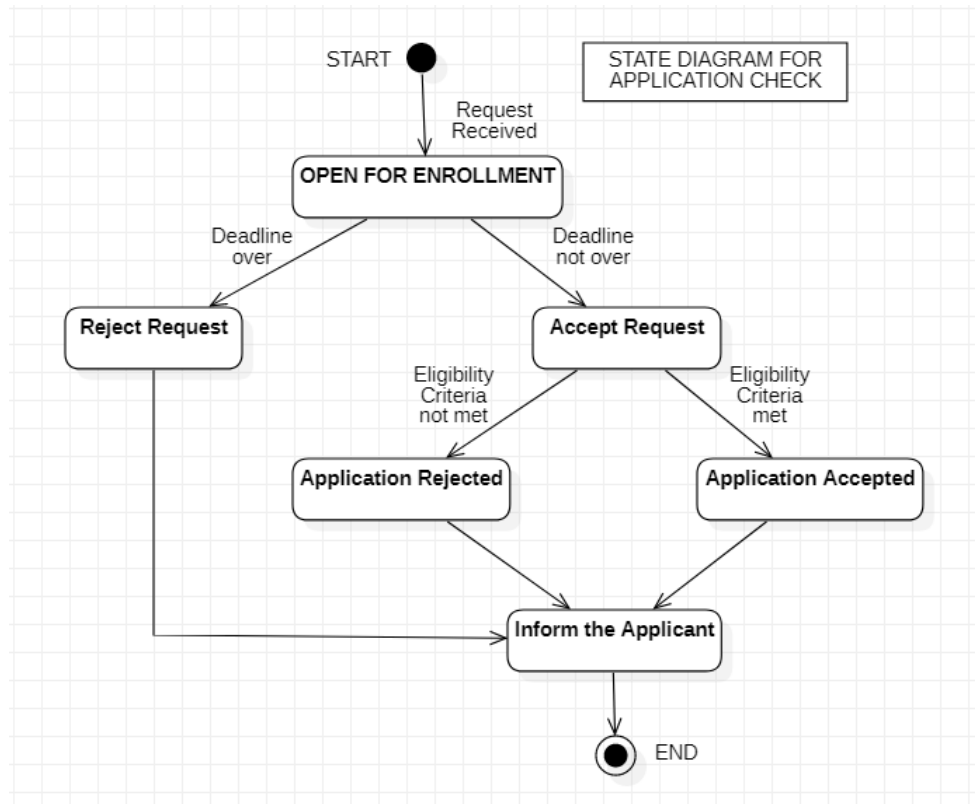 START
STATE DIAGRAM FOR
APPLICATION CHECK
Request
Received
OPEN FOR ENROLLMENT
Deadline
over
Deadline
not over
Reject Request
Accept Request
Eligibility
Criteria
not met
Eligibility
Criteria
met
Application Rejected
Application Accepted
Inform the Applicant
END